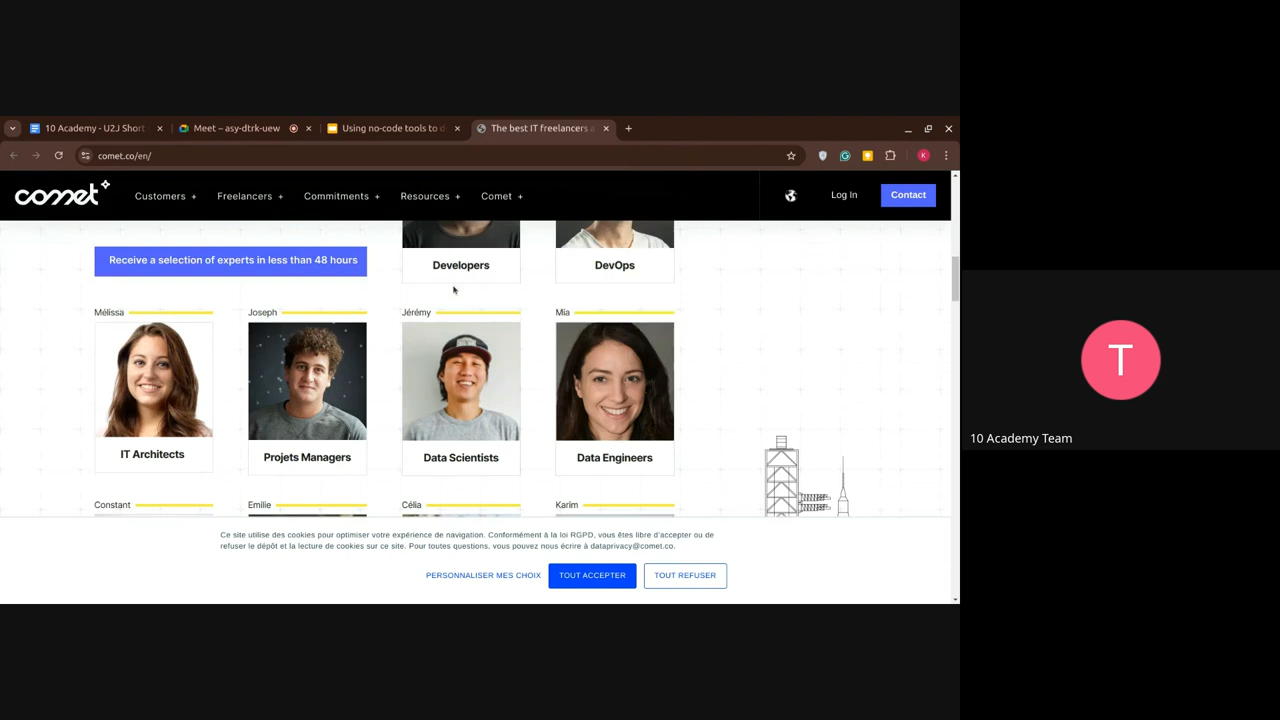 10 Academy - U2J Short
Meet – asy-dtrk-uew
Using no-code tools to d
The best IT freelancers a
comet.co/en/
K
comet
Customers +
Freelancers +
Commitments +
Resources +
Comet +
Log In
Contact
Receive a selection of experts in less than 48 hours
Developers
DevOps
Mélissa
Joseph
Jérémy
Mia
IT Architects
Projets Managers
Data Scientists
Data Engineers
Constant
Emilie
Célia
Karim
Ce site utilise des cookies pour optimiser votre expérience de navigation. Conformément à la loi RGPD, vous êtes libre d'accepter ou de
refuser le dépôt et la lecture de cookies sur ce site. Pour toutes questions, vous pouvez nous écrire à dataprivacy@comet.co.
PERSONNALISER MES CHOIX
TOUT ACCEPTER
TOUT REFUSER
T
10 Academy Team